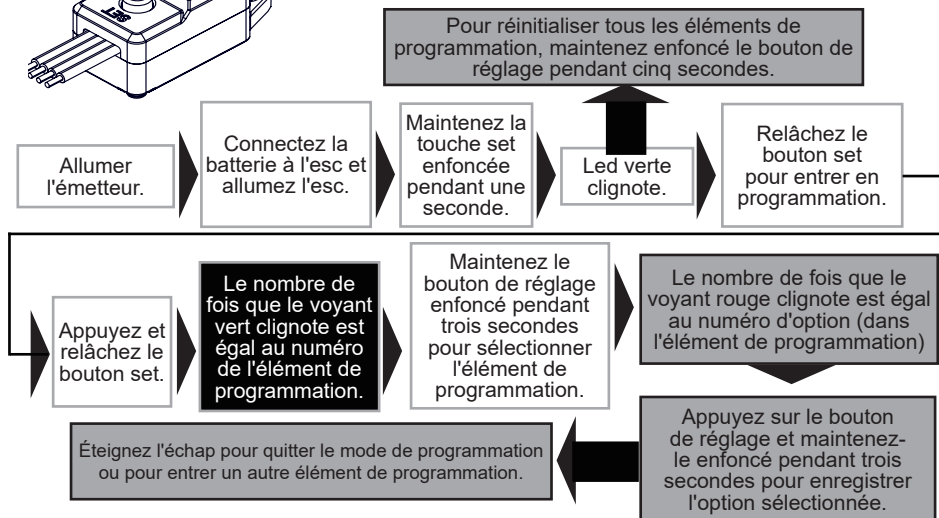 SET
Pour réinitialiser tous les éléments de
programmation, maintenez enfoncé le bouton de
réglage pendant cinq secondes.
Allumer
l'émetteur.
Connectez la
batterie à l'esc et
allumez l'esc.
Maintenez la
touche set
enfoncée
pendant une
seconde.
Led verte
clignote.
Relâchez le
bouton set
pour entrer en
programmation.
Appuyez et
relâchez le
bouton set.
Le nombre de
fois que le voyant
vert clignote est
égal au numéro
de l'élément de
programmation.
Maintenez le
bouton de réglage
enfoncé pendant
trois secondes
pour sélectionner
l'élément de
programmation.
Le nombre de fois que le
voyant rouge clignote est égal
au numéro d'option (dans
l'élément de programmation)
Appuyez sur le bouton
de réglage et maintenez-
le enfoncé pendant trois
secondes pour enregistrer
l'option sélectionnée.
Éteignez l'échap pour quitter le mode de programmation
ou pour entrer un autre élément de programmation.